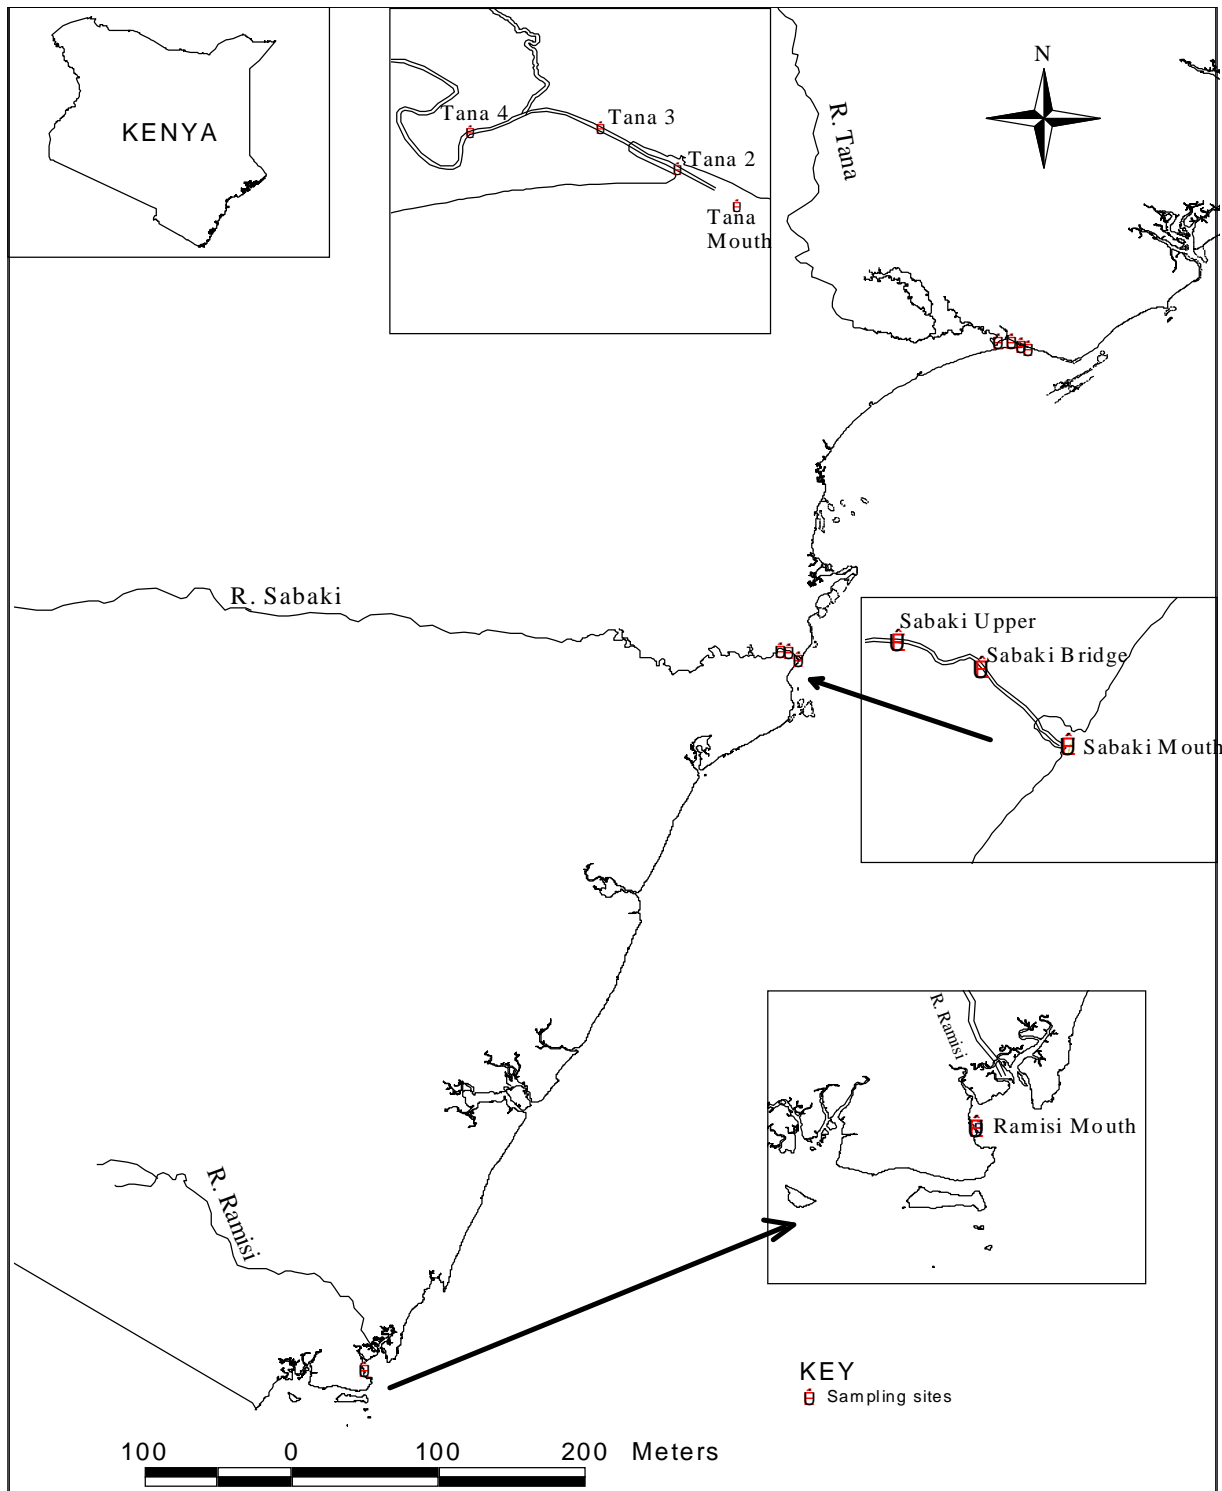 KENYA
Tana 4
Tana 3
Tana 2
Tana
Mouth
R. Tana
N
R. Sabaki
Sabaki Upper
Sabaki Bridge
Sabaki Mouth
R. Ramisi
Ramisi Mouth
R. Ramisi
KEY
Sampling sites
100 0 100 200 Meters